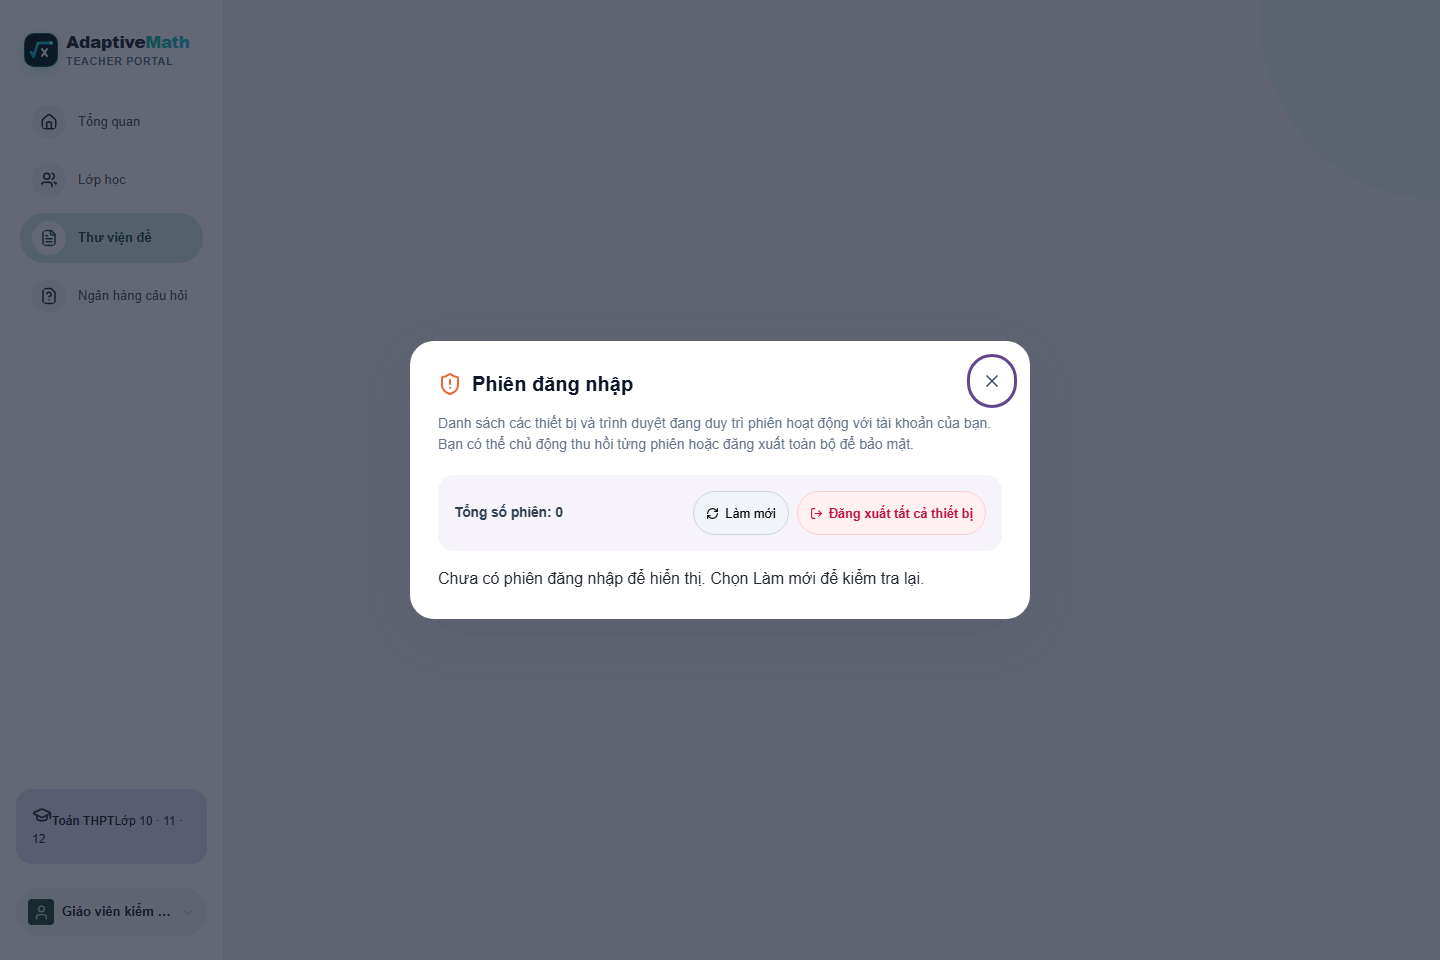 AdaptiveMath
TEACHER PORTAL
Tổng quan
Lớp học
Thư viện đề
Ngân hàng câu hỏi
Phiên đăng nhập
Danh sách các thiết bị và trình duyệt đang duy trì phiên hoạt động với tài khoản của bạn.
Bạn có thể chủ động thu hồi từng phiên hoặc đăng xuất toàn bộ để bảo mật.
Tổng số phiên: 0
Làm mới
Đăng xuất tất cả thiết bị
Chưa có phiên đăng nhập để hiển thị. Chọn Làm mới để kiểm tra lại.
Toán THPTLớp 10 · 11 ·
12
Giáo viên kiểm ...